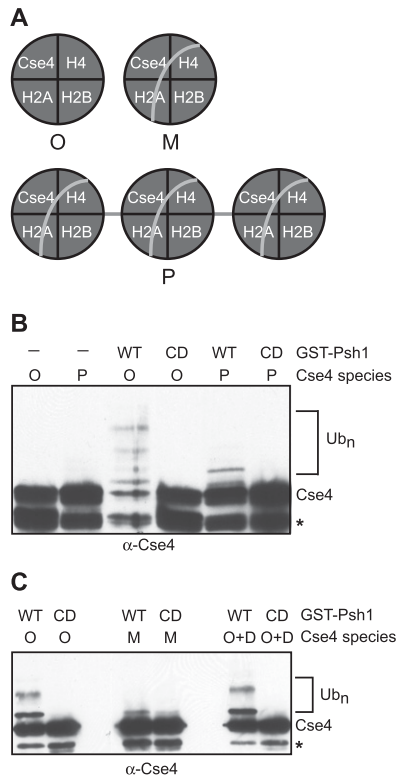 A
Cse4 H4 Cse4 H4
H2A H2B H2A H2B
O M
Cse4 H4 Cse4 H4 Cse4 H4
H2A H2B H2A H2B H2A H2B
P
B
– – WT CD WT CD GST-Psh1
O P O O P P Cse4 species
Ubn
Cse4
*
α-Cse4
C
WT CD WT CD WT CD GST-Psh1
O O M M O+D O+D Cse4 species
Ubn
Cse4
*
α-Cse4